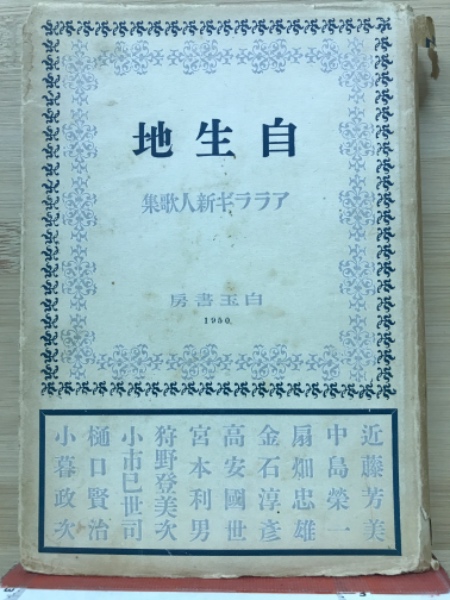 自生地
アララギ新人歌集
白玉書房
1950.
近藤芳美
中島榮一
扇畑忠雄
金石淳彦
高安國世
宮本利男
狩野登美次
小市巳世司
樋口賢治
小暮政次